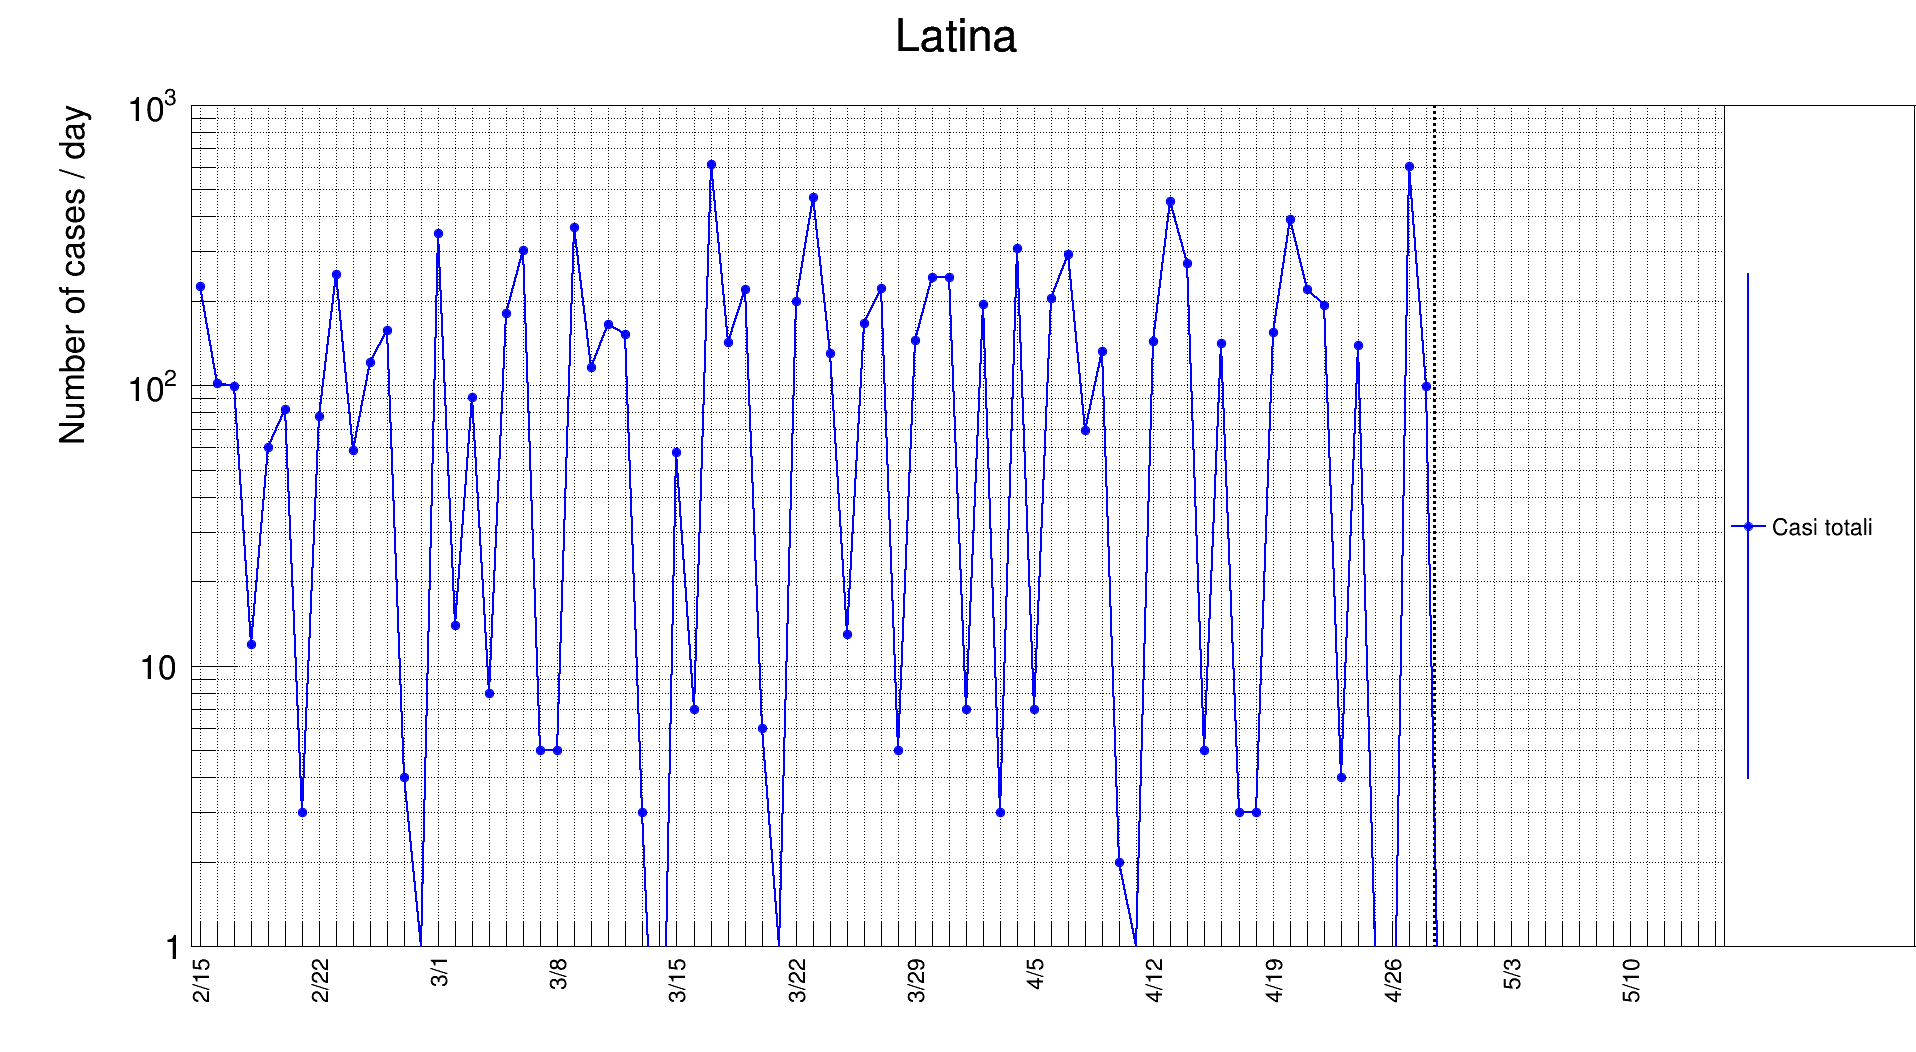 Latina
Number of cases / day
10³
10²
10
1
2/15 2/22 3/1 3/8 3/15 3/22 3/29 4/5 4/12 4/19 4/26 5/3 5/10
Casi totali